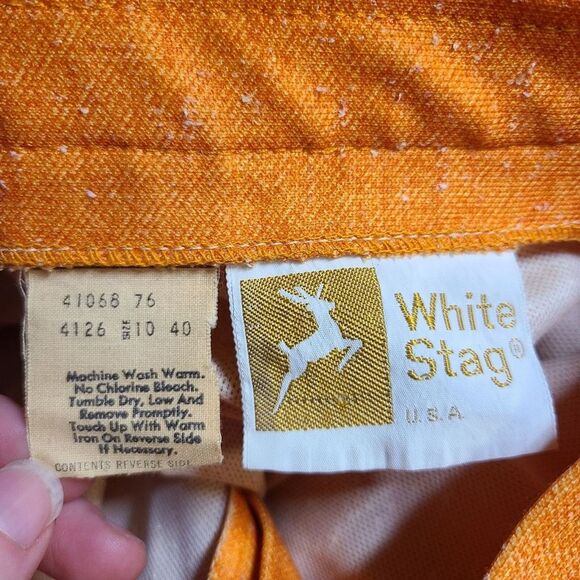 41068 76
4126 SIZE 10 40
Machine Wash Warm.
No Chlorine Bleach.
Tumble Dry, Low And
Remove Promptly.
Touch Up With Warm
Iron On Reverse Side
If Necessary.
CONTENTS REVERSE SIDE
White
Stag®
U.S.A.